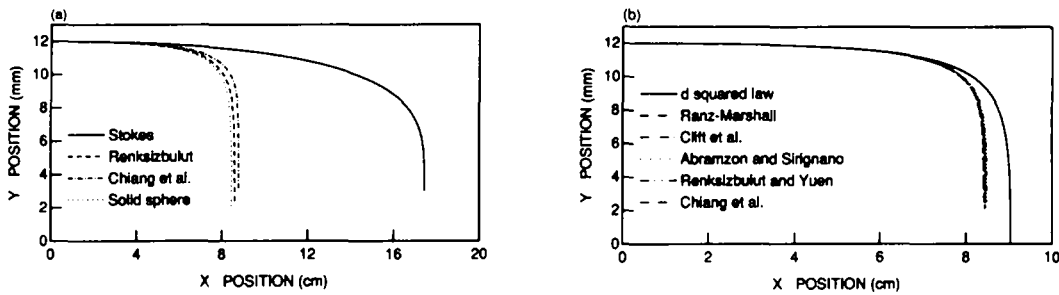 (a)
12
10
8
6
4
2
0
Y POSITION (mm)
Stokes
Renksizbulut
Chiang et al.
Solid sphere
0 4 8 12 16 20
X POSITION (cm)
(b)
12
10
8
6
4
2
0
Y POSITION (mm)
d squared law
Ranz-Marshall
Clift et al.
Abramzon and Sirignano
Renksizbulut and Yuen
Chiang et al.
0 2 4 6 8 10
X POSITION (cm)